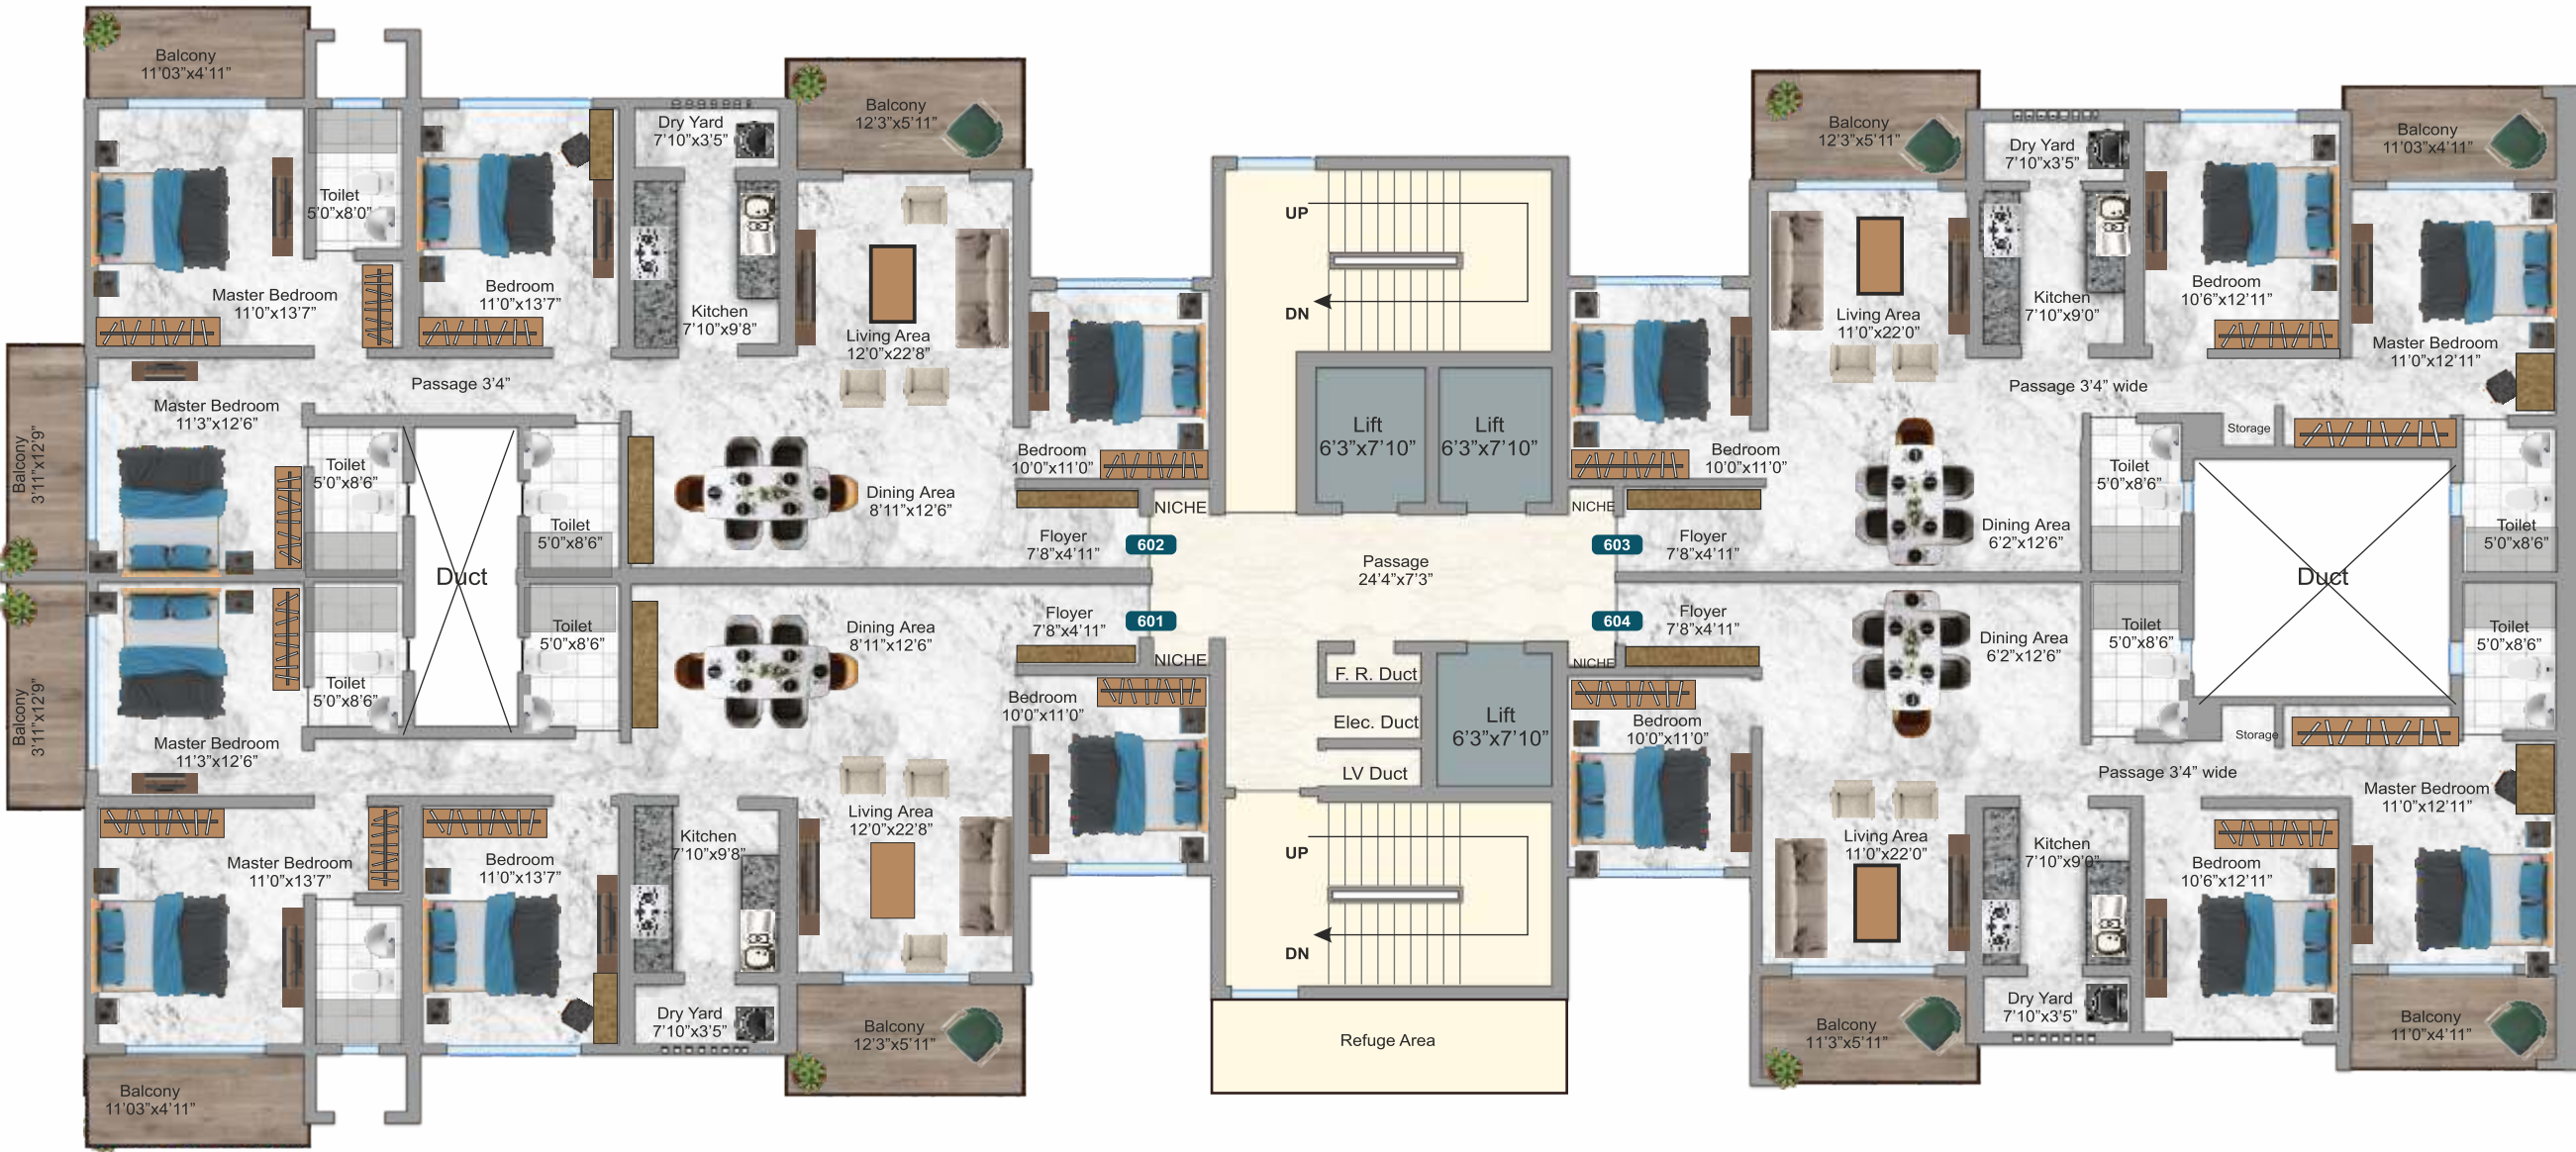 Balcony
11'03"x4'11"
Master Bedroom
11'0"x13'7"
Toilet
5'0"x8'0"
Bedroom
11'0"x13'7"
Dry Yard
7'10"x3'5"
Kitchen
7'10"x9'8"
Balcony
12'3"x5'11"
Living Area
12'0"x22'8"
Bedroom
10'0"x11'0"
Passage 3'4"
Master Bedroom
11'3"x12'6"
Balcony
3'11"x12'9"
Toilet
5'0"x8'6"
Toilet
5'0"x8'6"
Duct
Dining Area
8'11"x12'6"
Floyer
7'8"x4'11"
NICHE
602
UP
DN
Lift
6'3"x7'10"
Lift
6'3"x7'10"
Passage
24'4"x7'3"
Balcony
12'3"x5'11"
Dry Yard
7'10"x3'5"
Balcony
11'03"x4'11"
Living Area
11'0"x22'0"
Kitchen
7'10"x9'0"
Bedroom
10'6"x12'11"
Master Bedroom
11'0"x12'11"
Bedroom
10'0"x11'0"
Passage 3'4" wide
Storage
NICHE
603
Floyer
7'8"x4'11"
Dining Area
6'2"x12'6"
Toilet
5'0"x8'6"
Toilet
5'0"x8'6"
Duct
601
Floyer
7'8"x4'11"
NICHE
Dining Area
8'11"x12'6"
Bedroom
10'0"x11'0"
Toilet
5'0"x8'6"
Toilet
5'0"x8'6"
Balcony
3'11"x12'9"
Master Bedroom
11'3"x12'6"
Master Bedroom
11'0"x13'7"
Bedroom
11'0"x13'7"
Kitchen
7'10"x9'8"
Living Area
12'0"x22'8"
Dry Yard
7'10"x3'5"
Balcony
12'3"x5'11"
Balcony
11'03"x4'11"
F. R. Duct
Elec. Duct
LV Duct
Lift
6'3"x7'10"
UP
DN
Refuge Area
604
Floyer
7'8"x4'11"
NICHE
Bedroom
10'0"x11'0"
Dining Area
6'2"x12'6"
Toilet
5'0"x8'6"
Toilet
5'0"x8'6"
Storage
Passage 3'4" wide
Master Bedroom
11'0"x12'11"
Living Area
11'0"x22'0"
Kitchen
7'10"x9'0"
Bedroom
10'6"x12'11"
Dry Yard
7'10"x3'5"
Balcony
11'3"x5'11"
Balcony
11'0"x4'11"